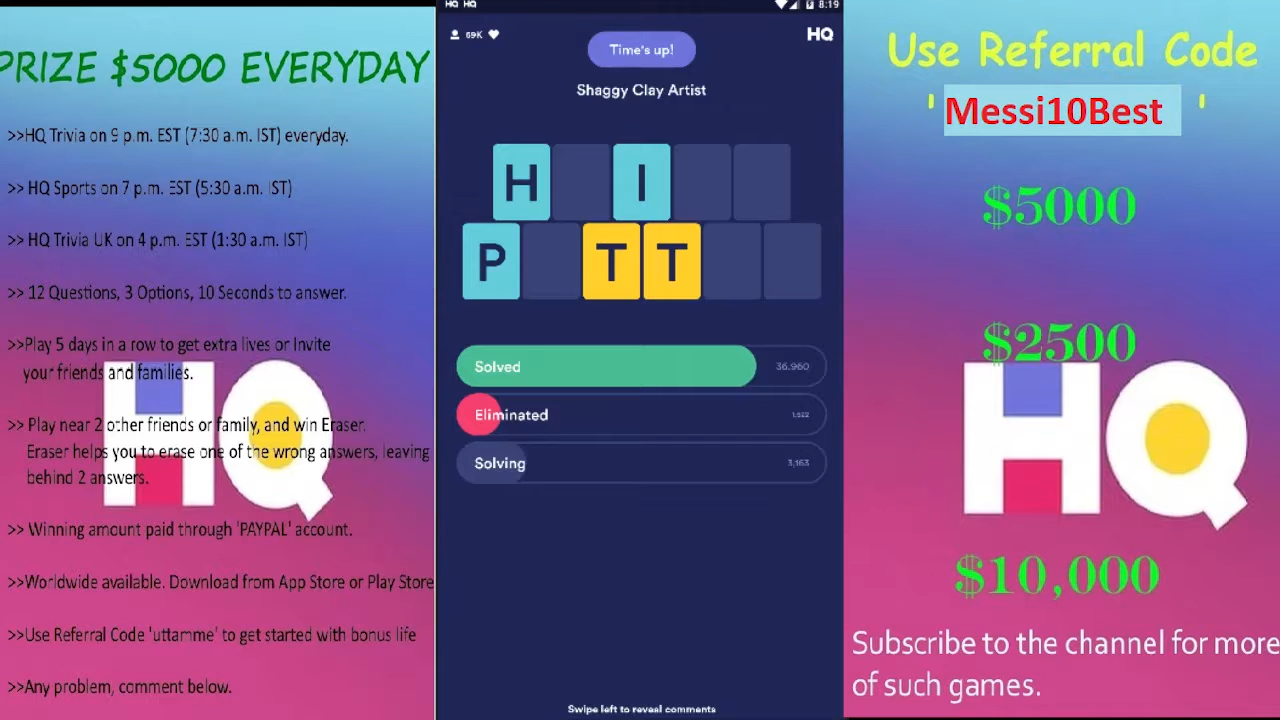 PRIZE $5000 EVERYDAY
>>HQ Trivia on 9 p.m. EST (7:30 a.m. IST) everyday.
>> HQ Sports on 7 p.m. EST (5:30 a.m. IST)
>> HQ Trivia UK on 4 p.m. EST (1:30 a.m. IST)
>> 12 Questions, 3 Options, 10 Seconds to answer.
>>Play 5 days in a row to get extra lives or Invite
your friends and families.
>> Play near 2 other friends or family, and win Eraser.
Eraser helps you to erase one of the wrong answers, leaving
behind 2 answers.
>> Winning amount paid through 'PAYPAL' account.
>>Worldwide available. Download from App Store or Play Store
>>Use Referral Code 'uttamme' to get started with bonus life
>>Any problem, comment below.
HQ
HQ HQ
8:19
69K
HQ
Time's up!
Shaggy Clay Artist
H I
P T T
Solved 36,960
Eliminated
Solving 3,163
Swipe left to reveal comments
Use Referral Code
' Messi10Best '
$5000
$2500
HQ
$10,000
Subscribe to the channel for more
of such games.